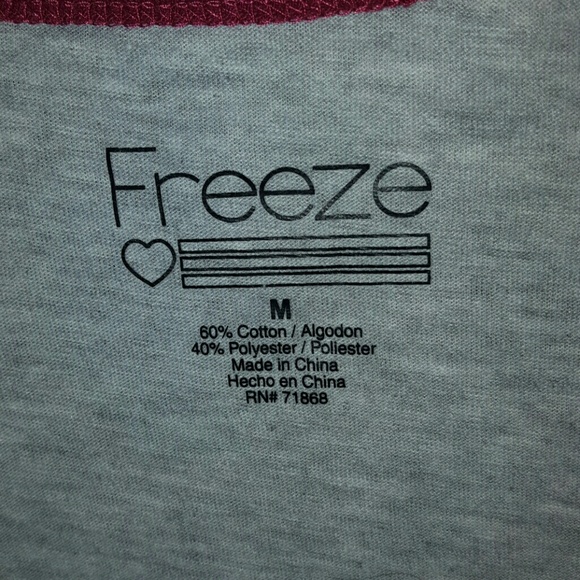 Freeze
M
60% Cotton / Algodon
40% Polyester / Poliester
Made in China
Hecho en China
RN# 71868